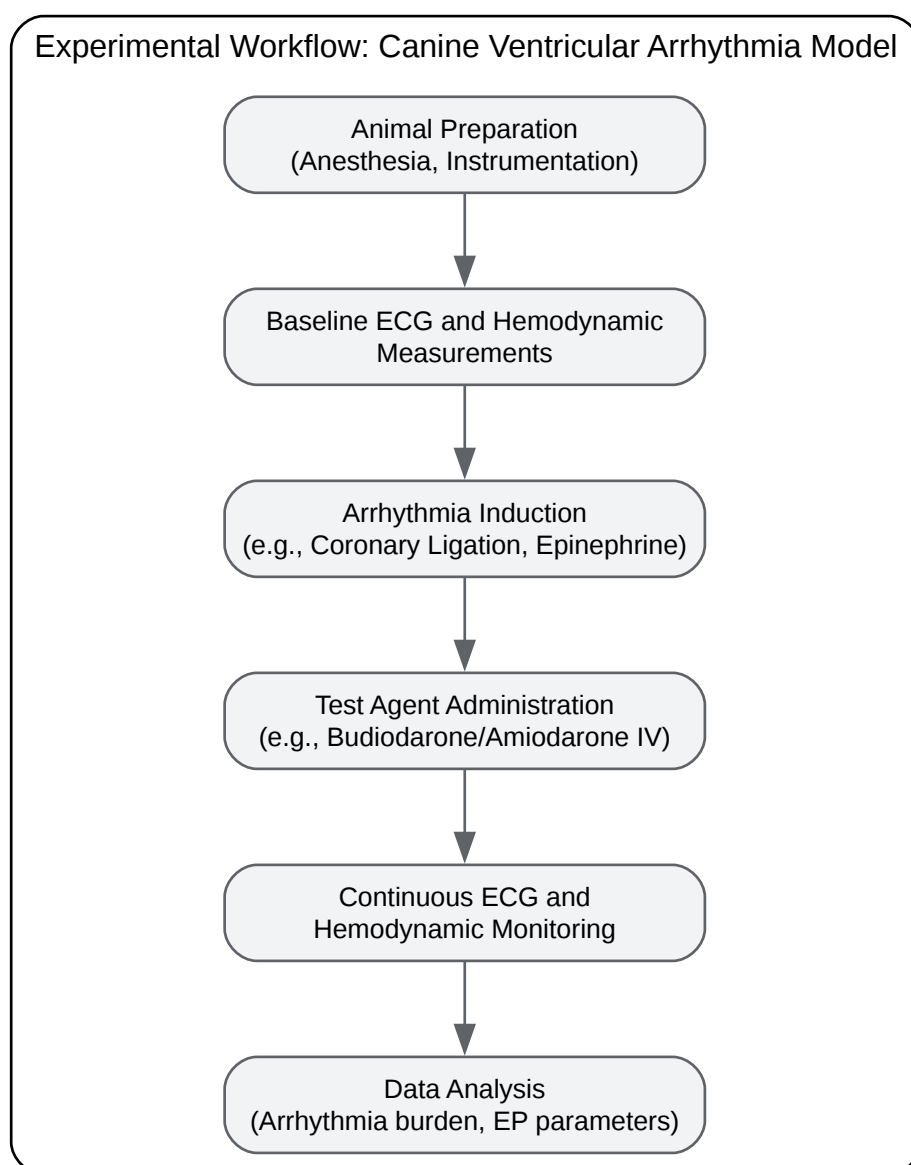 Experimental Workflow: Canine Ventricular Arrhythmia Model
Animal Preparation
(Anesthesia, Instrumentation)
Baseline ECG and Hemodynamic
Measurements
Arrhythmia Induction
(e.g., Coronary Ligation, Epinephrine)
Test Agent Administration
(e.g., Budiodarone/Amiodarone IV)
Continuous ECG and
Hemodynamic Monitoring
Data Analysis
(Arrhythmia burden, EP parameters)